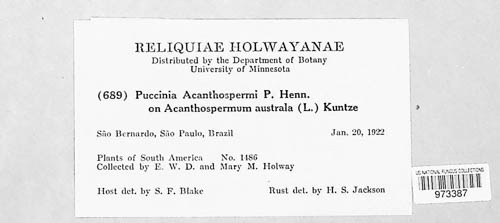 RELIQUIAE HOLWAYANAE
Distributed by the Department of Botany
University of Minnesota
(689) Puccinia Acanthospermi P. Henn.
on Acanthospermum australa (L.) Kuntze
São Bernardo, São Paulo, Brazil Jan. 20, 1922
Plants of South America No. 1486
Collected by E. W. D. and Mary M. Holway
Host det. by S. F. Blake Rust det. by H. S. Jackson
US NATIONAL FUNGUS COLLECTIONS
973387